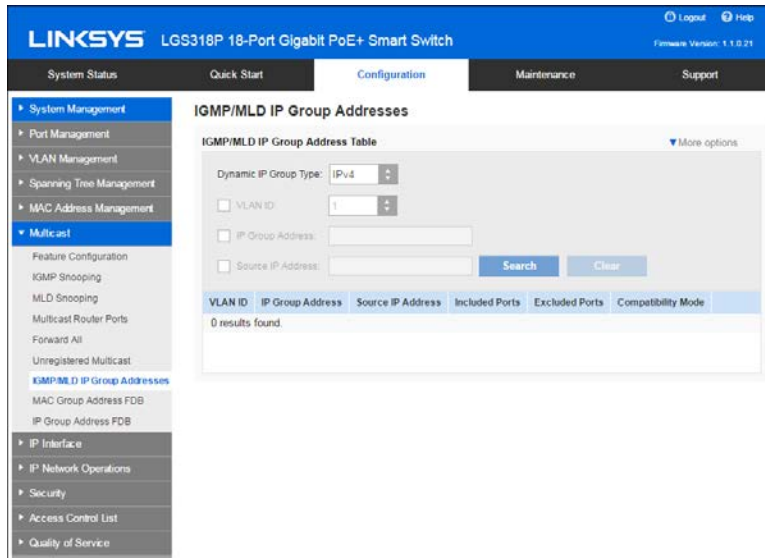 Logout Help
LINKSYS LGS318P 18-Port Gigabit PoE+ Smart Switch
Firmware Version: 1.1.0.21
System Status Quick Start Configuration Maintenance Support
System Management
Port Management
VLAN Management
Spanning Tree Management
MAC Address Management
Multicast
Feature Configuration
IGMP Snooping
MLD Snooping
Multicast Router Ports
Forward All
Unregistered Multicast
IGMP/MLD IP Group Addresses
MAC Group Address FDB
IP Group Address FDB
IP Interface
IP Network Operations
Security
Access Control List
Quality of Service
IGMP/MLD IP Group Addresses
IGMP/MLD IP Group Address Table
More options
Dynamic IP Group Type: IPv4
VLAN ID: 1
IP Group Address:
Source IP Address: Search Clear
VLAN ID IP Group Address Source IP Address Included Ports Excluded Ports Compatibility Mode
0 results found.